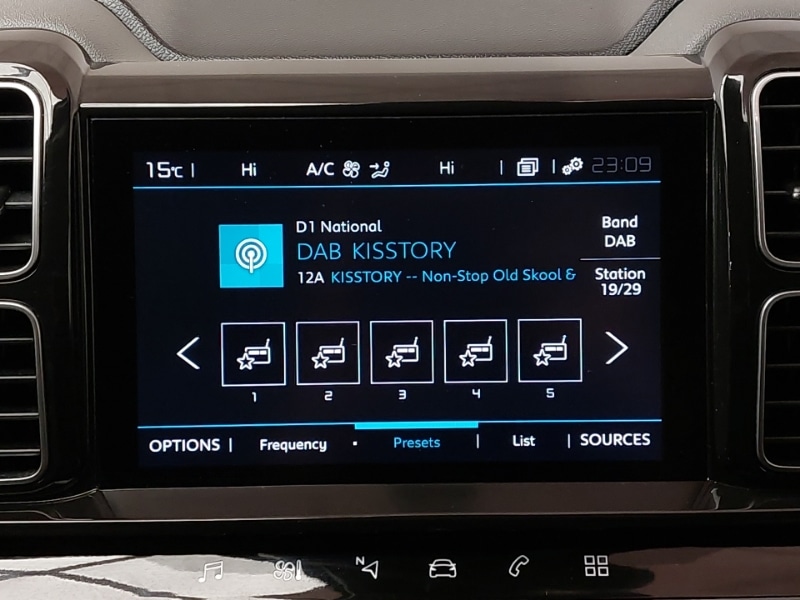 15°C | Hi A/C Hi | | 23:09
D1 National
DAB KISSTORY
12A KISSTORY -- Non-Stop Old Skool &
Band
DAB
Station
19/29
1 2 3 4 5
OPTIONS | Frequency · Presets | List | SOURCES
N